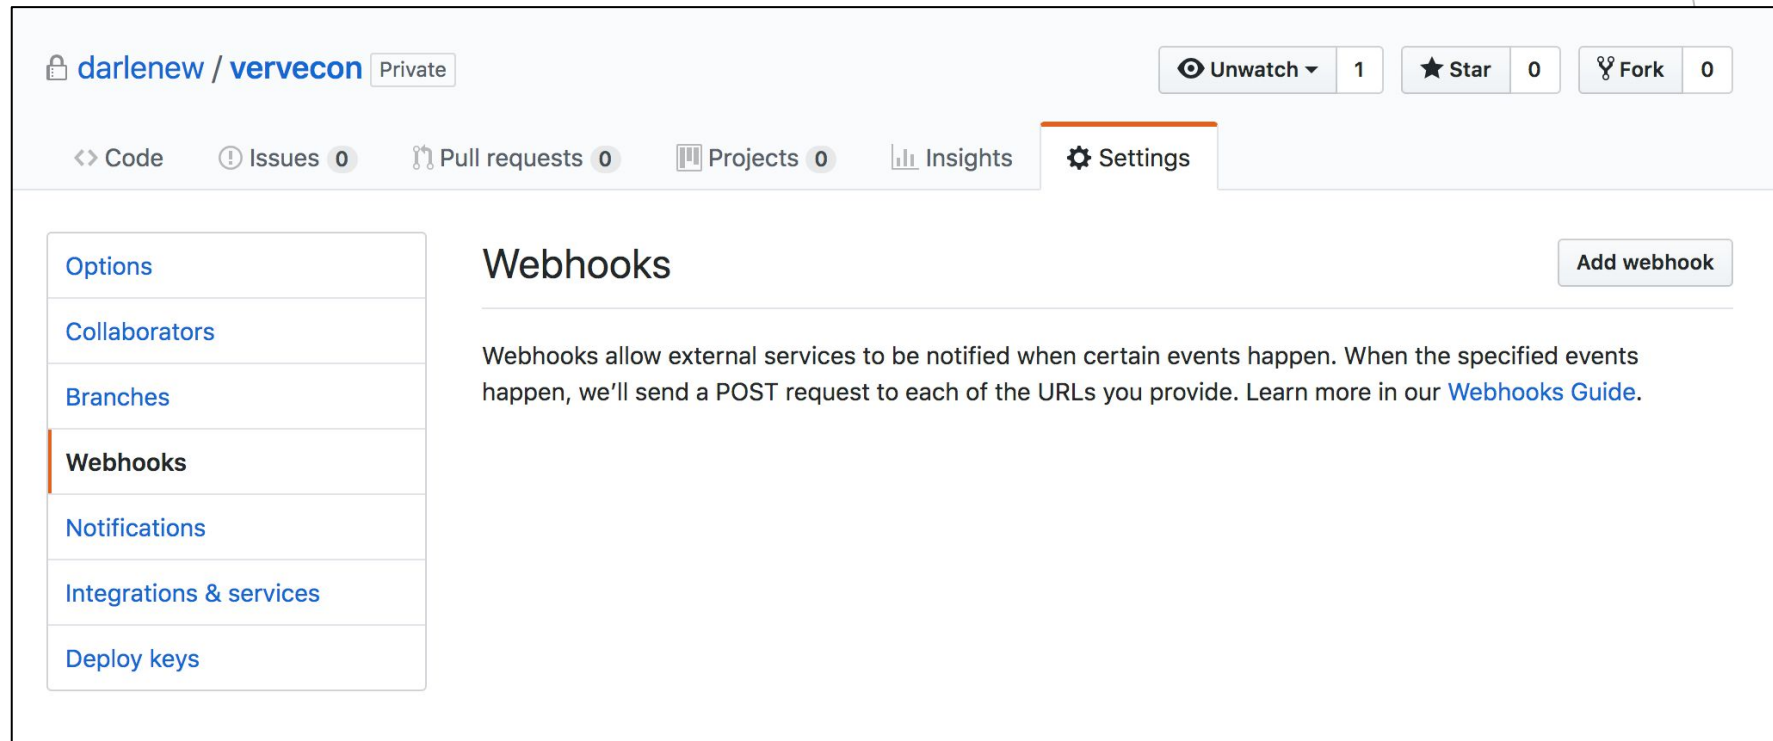 darlenew / vervecon Private
Unwatch 1 Star 0 Fork 0
Code Issues 0 Pull requests 0 Projects 0 Insights Settings
Options
Collaborators
Branches
Webhooks
Notifications
Integrations & services
Deploy keys
Webhooks
Add webhook
Webhooks allow external services to be notified when certain events happen. When the specified events
happen, we’ll send a POST request to each of the URLs you provide. Learn more in our Webhooks Guide.